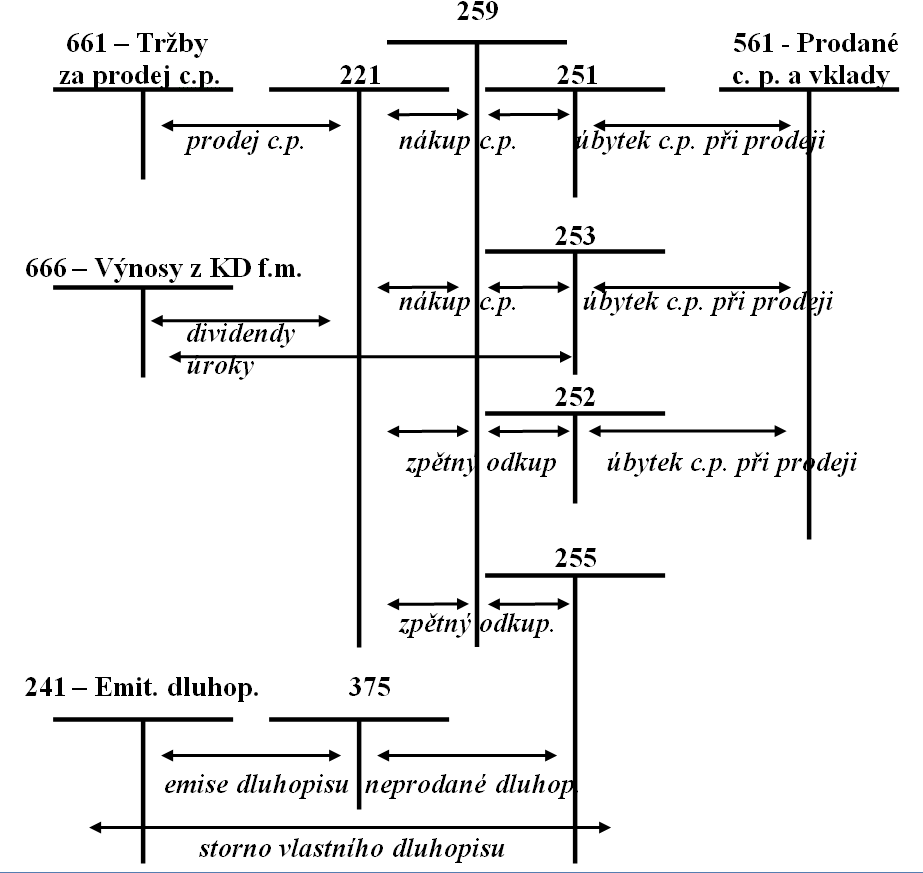 259
661 – Tržby
za prodej c.p.
221
251
561 - Prodané
c. p. a vklady
prodej c.p.
nákup c.p.
úbytek c.p. při prodeji
253
666 – Výnosy z KD f.m.
nákup c.p.
úbytek c.p. při prodeji
dividendy
úroky
252
zpětný odkup
úbytek c.p. při prodeji
255
zpětný odkup.
241 – Emit. dluhop.
375
emise dluhopisu
neprodané dluhop.
storno vlastního dluhopisu